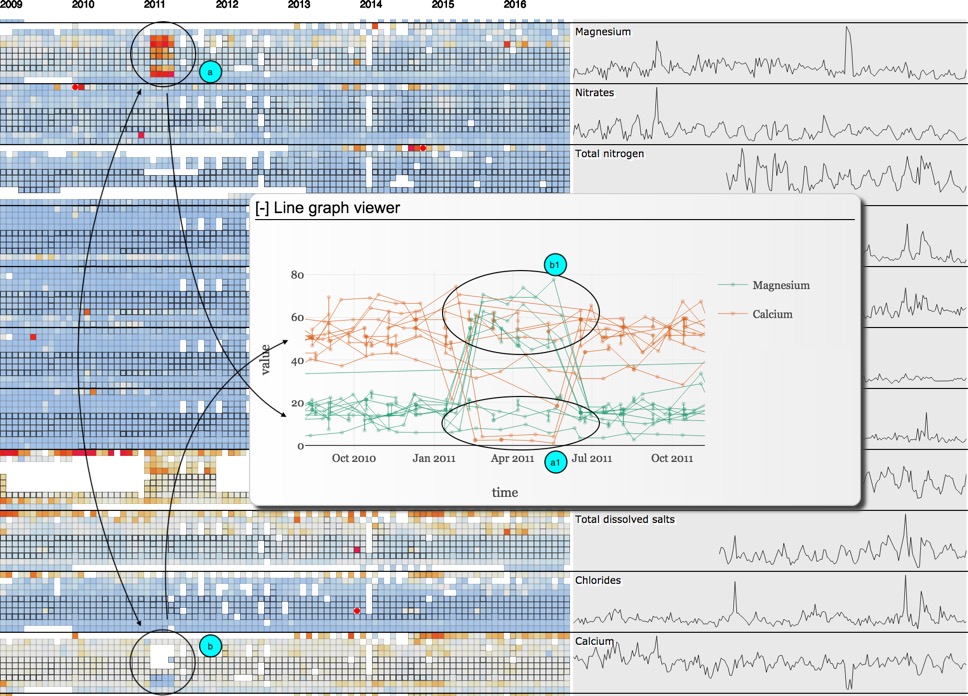 2009 2010 2011 2012 2013 2014 2015 2016
Magnesium
a
Nitrates
Total nitrogen
[-] Line graph viewer
b1
80
Magnesium
60
Calcium
value
40
20
0
Oct 2010 Jan 2011 Apr 2011 Jul 2011 Oct 2011
a1
time
Total dissolved salts
Chlorides
Calcium
b